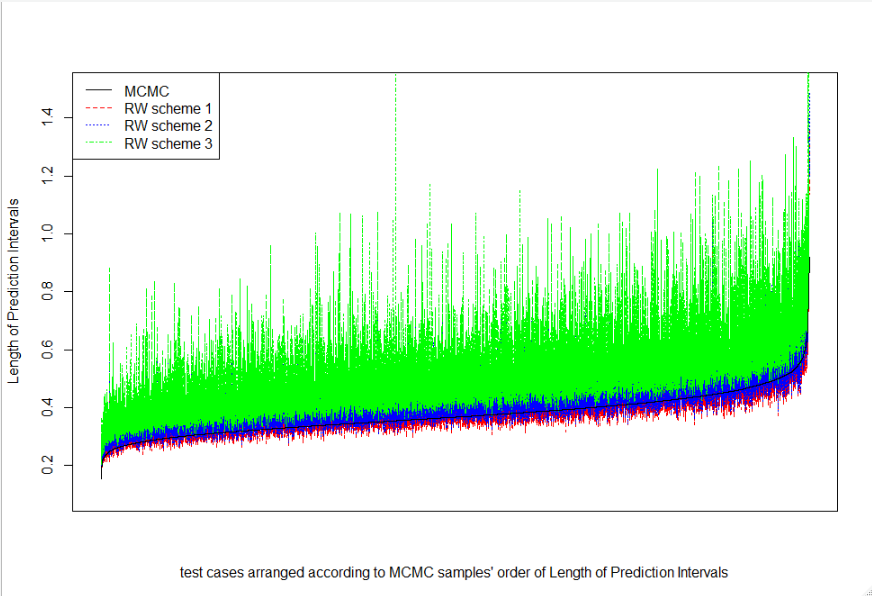 MCMC
RW scheme 1
RW scheme 2
RW scheme 3
1.4
1.2
1.0
0.8
0.6
0.4
0.2
Length of Prediction Intervals
test cases arranged according to MCMC samples' order of Length of Prediction Intervals